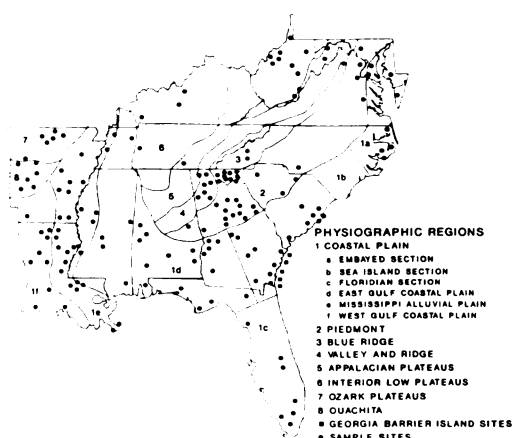 7
6
3
1a
5
2
1b
4
8
1d
1f
1e
1c
PHYSIOGRAPHIC REGIONS
1 COASTAL PLAIN
a EMBAYED SECTION
b SEA ISLAND SECTION
c FLORIDIAN SECTION
d EAST GULF COASTAL PLAIN
e MISSISSIPPI ALLUVIAL PLAIN
f WEST GULF COASTAL PLAIN
2 PIEDMONT
3 BLUE RIDGE
4 VALLEY AND RIDGE
5 APPALACIAN PLATEAUS
6 INTERIOR LOW PLATEAUS
7 OZARK PLATEAUS
8 OUACHITA
GEORGIA BARRIER ISLAND SITES
SAMPLE SITES